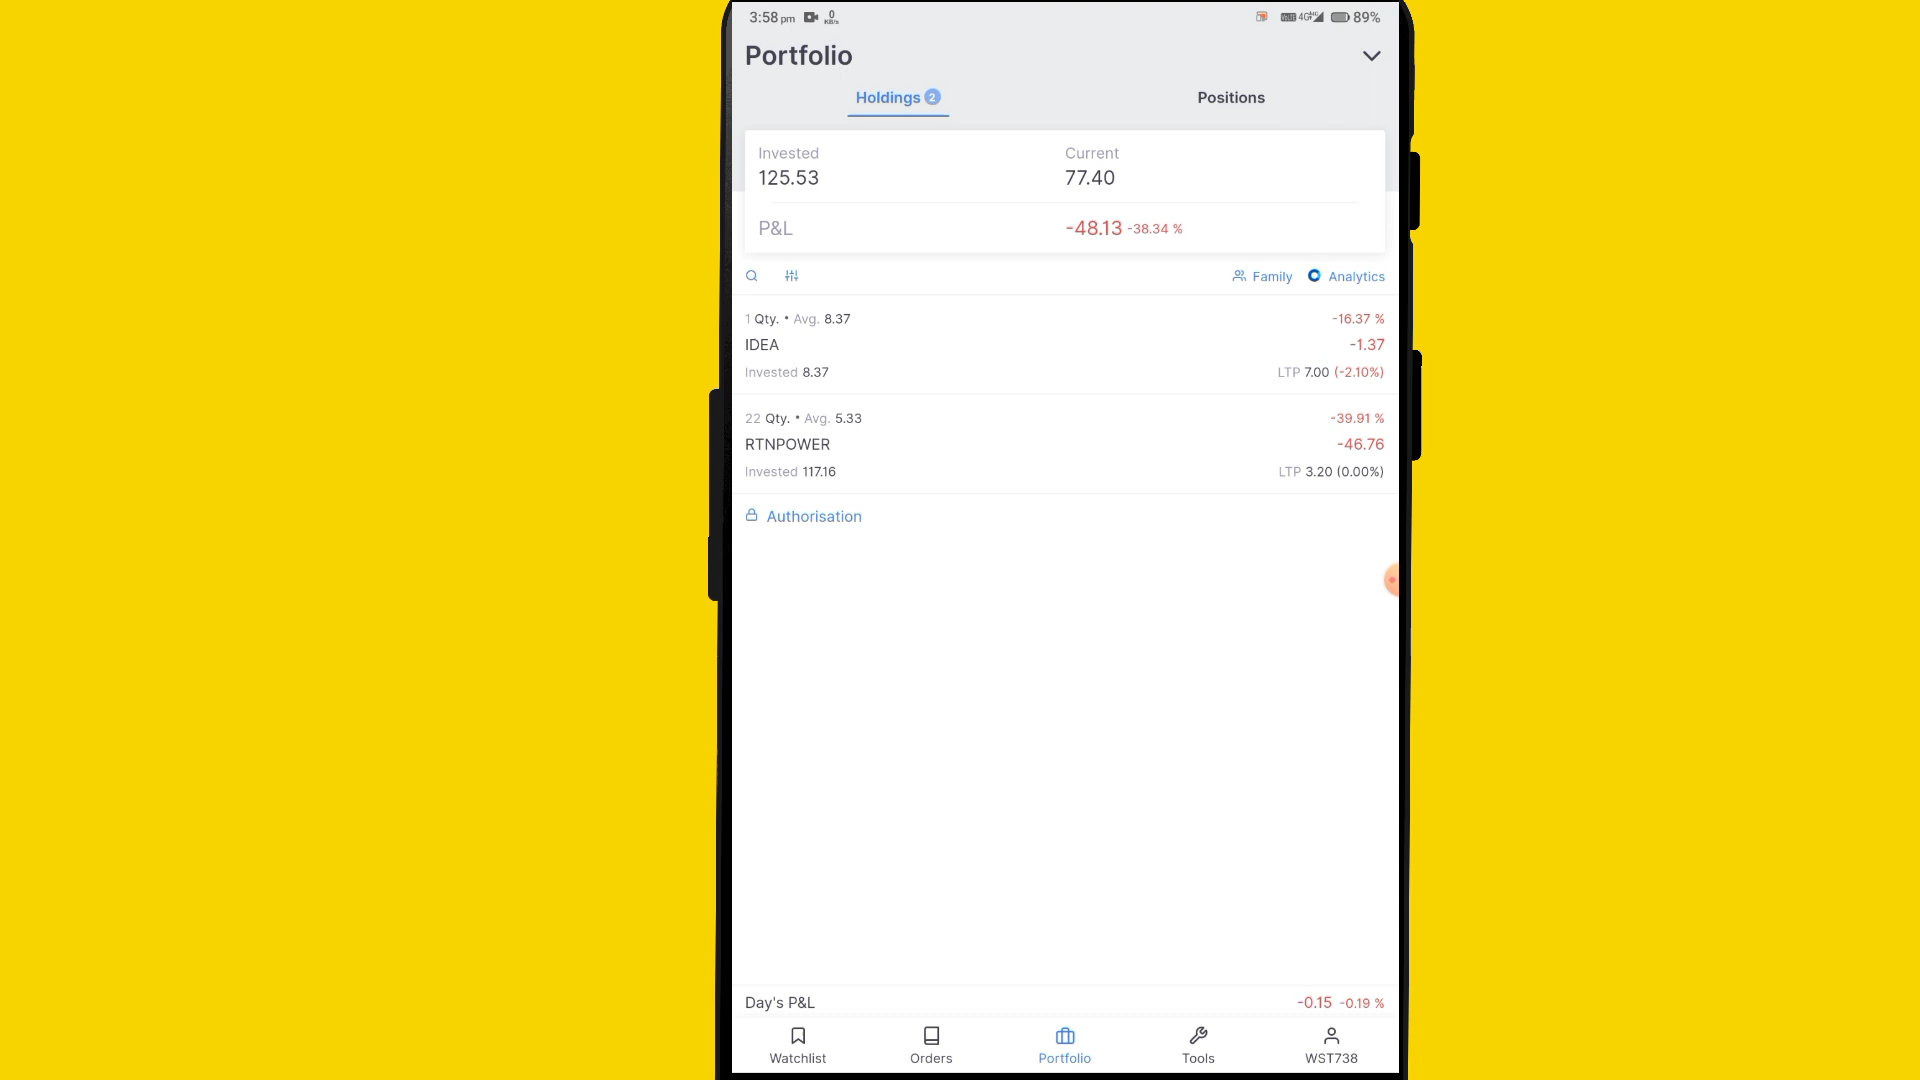 3:58 pm 0 KB/s 4G 89%
Portfolio
Holdings 2 Positions
Invested Current
125.53 77.40
P&L -48.13 -38.34 %
Family Analytics
1 Qty. • Avg. 8.37 -16.37 %
IDEA -1.37
Invested 8.37 LTP 7.00 (-2.10%)
22 Qty. • Avg. 5.33 -39.91 %
RTNPOWER -46.76
Invested 117.16 LTP 3.20 (0.00%)
Authorisation
Day's P&L -0.15 -0.19 %
Watchlist Orders Portfolio Tools WST738